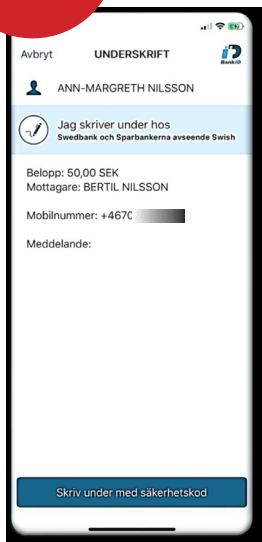 Avbryt UNDERSKRIFT
BankID
ANN-MARGRETH NILSSON
Jag skriver under hos
Swedbank och Sparbankerna avseende Swish
Belopp: 50,00 SEK
Mottagare: BERTIL NILSSON
Mobilnummer: +4670
Meddelande:
Skriv under med säkerhetskod